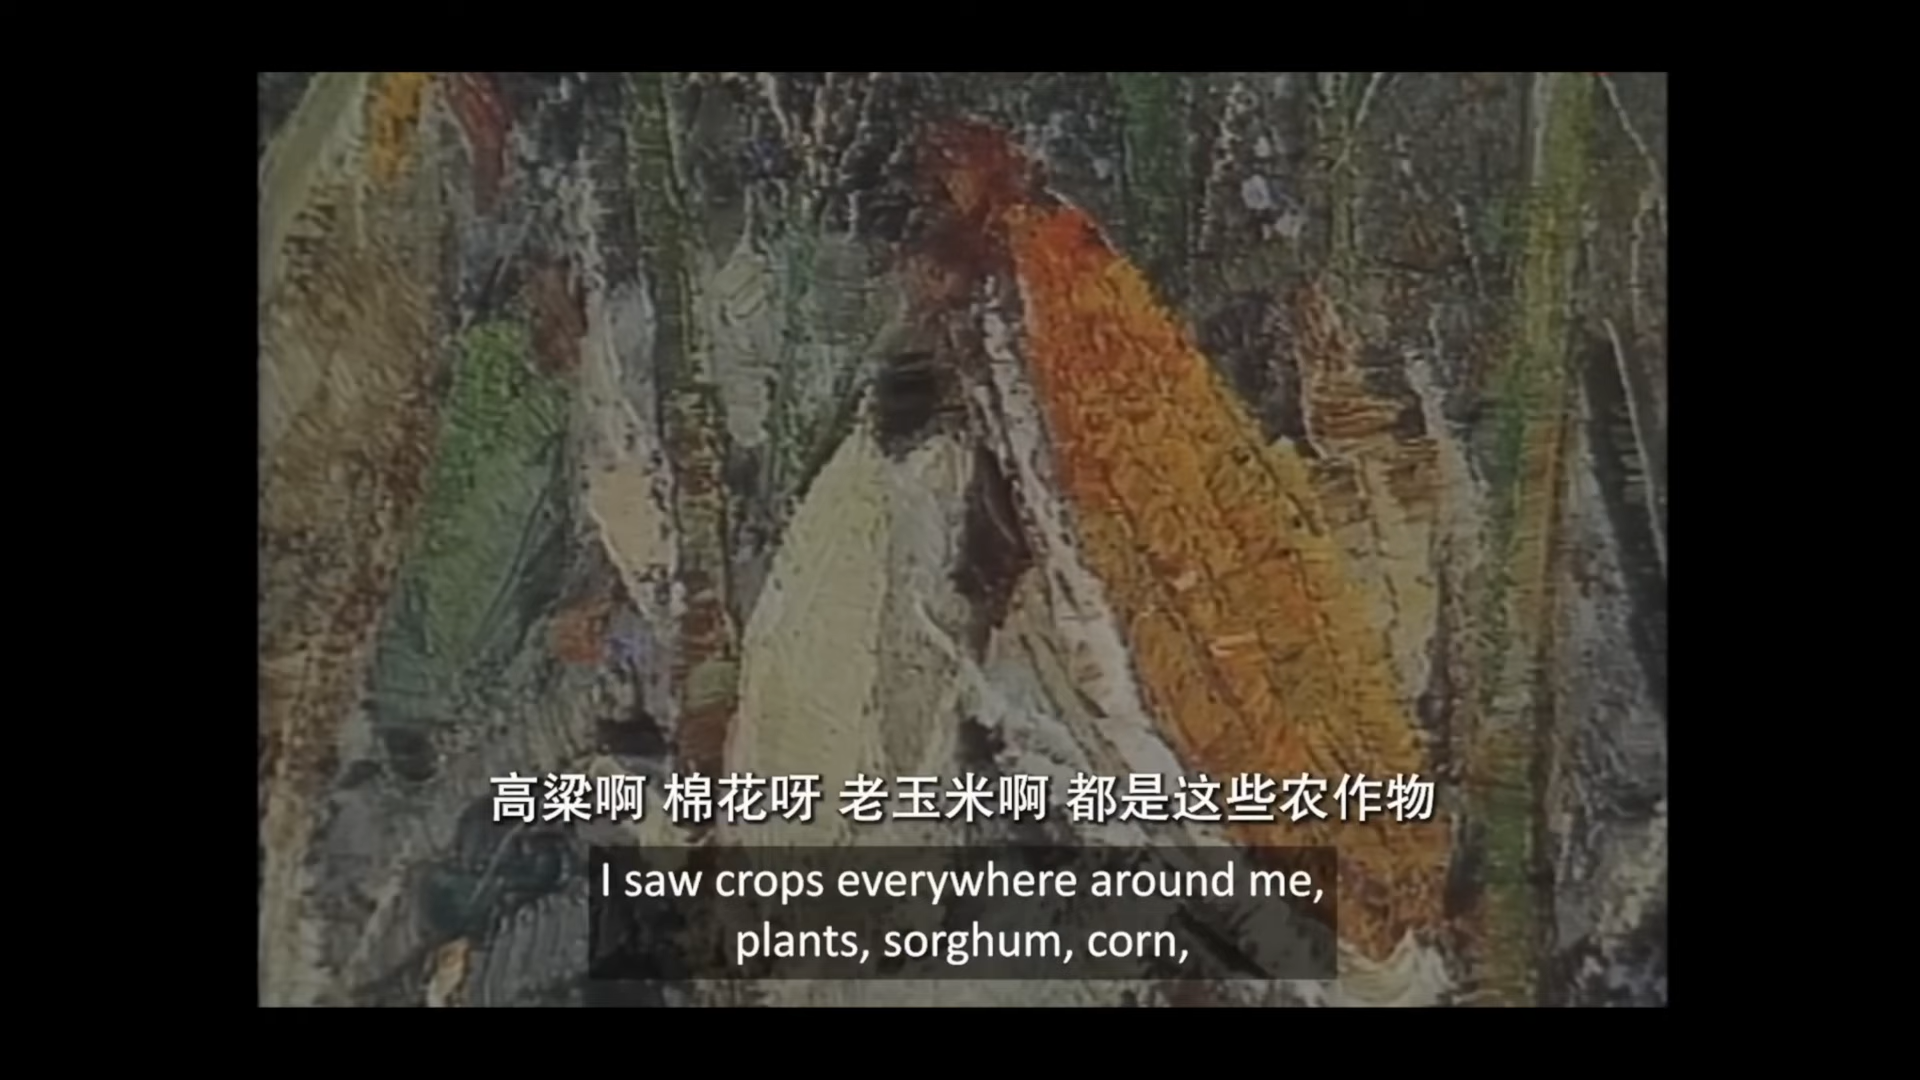 高粱啊 棉花呀 老玉米啊 都是这些农作物
I saw crops everywhere around me,
plants, sorghum, corn,